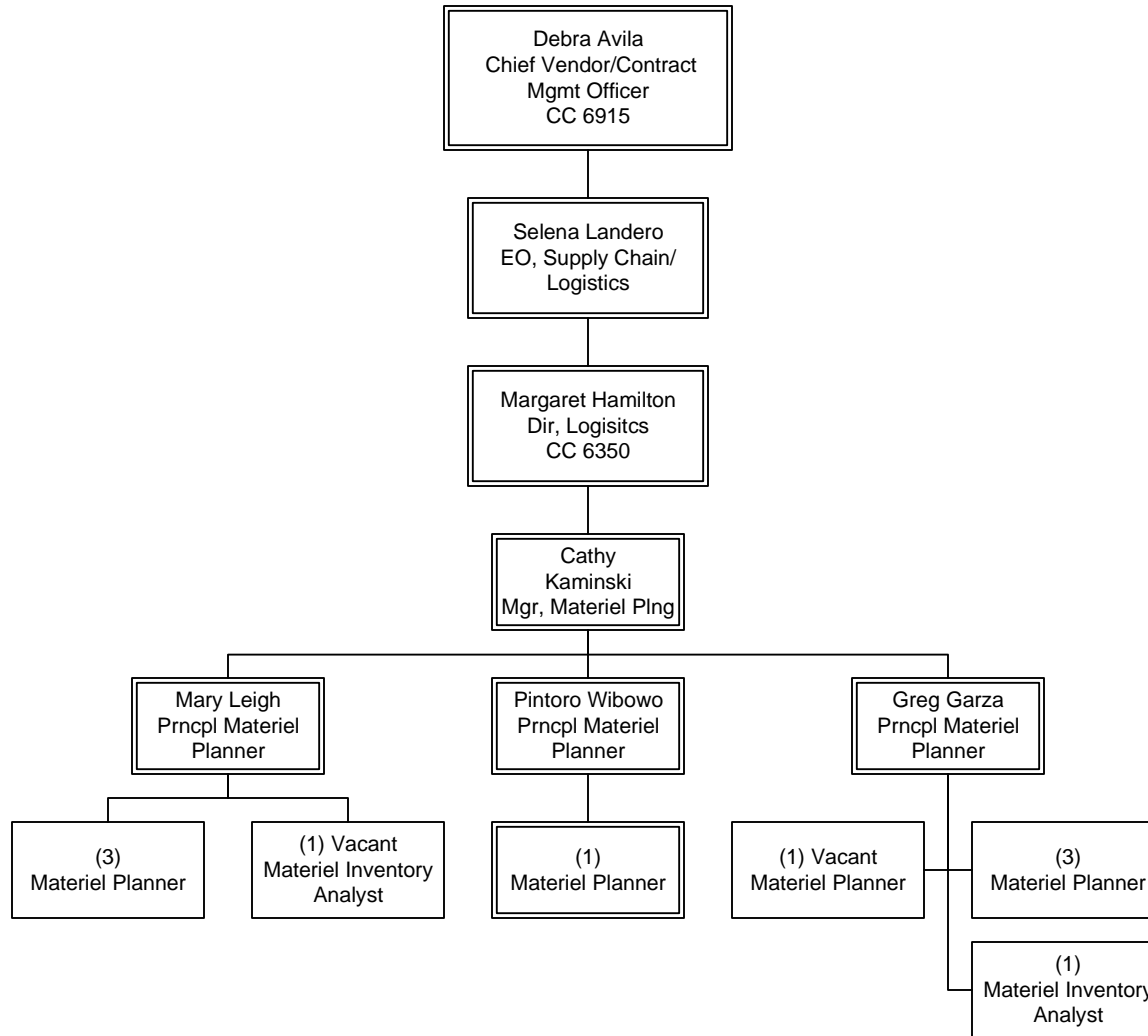 Debra Avila
Chief Vendor/Contract
Mgmt Officer
CC 6915
Selena Landero
EO, Supply Chain/
Logistics
Margaret Hamilton
Dir, Logisitcs
CC 6350
Cathy
Kaminski
Mgr, Materiel Plng
Mary Leigh
Prncpl Materiel
Planner
Pintoro Wibowo
Prncpl Materiel
Planner
Greg Garza
Prncpl Materiel
Planner
(3)
Materiel Planner
(1) Vacant
Materiel Inventory
Analyst
(1)
Materiel Planner
(1) Vacant
Materiel Planner
(3)
Materiel Planner
(1)
Materiel Inventory
Analyst